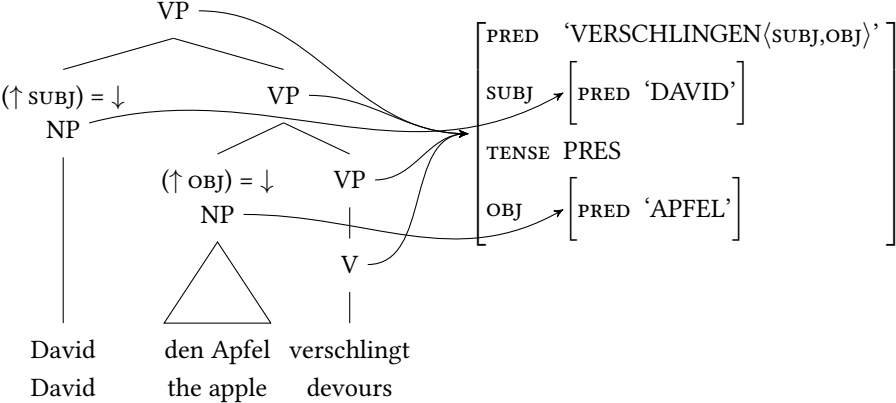 VP
PRED ‘VERSCHLINGEN⟨SUBJ,OBJ⟩’
(↑ SUBJ) = ↓
VP
SUBJ [PRED ‘DAVID’]
NP
TENSE PRES
(↑ OBJ) = ↓
VP
NP
OBJ [PRED ‘APFEL’]
V
David den Apfel verschlingt
David the apple devours